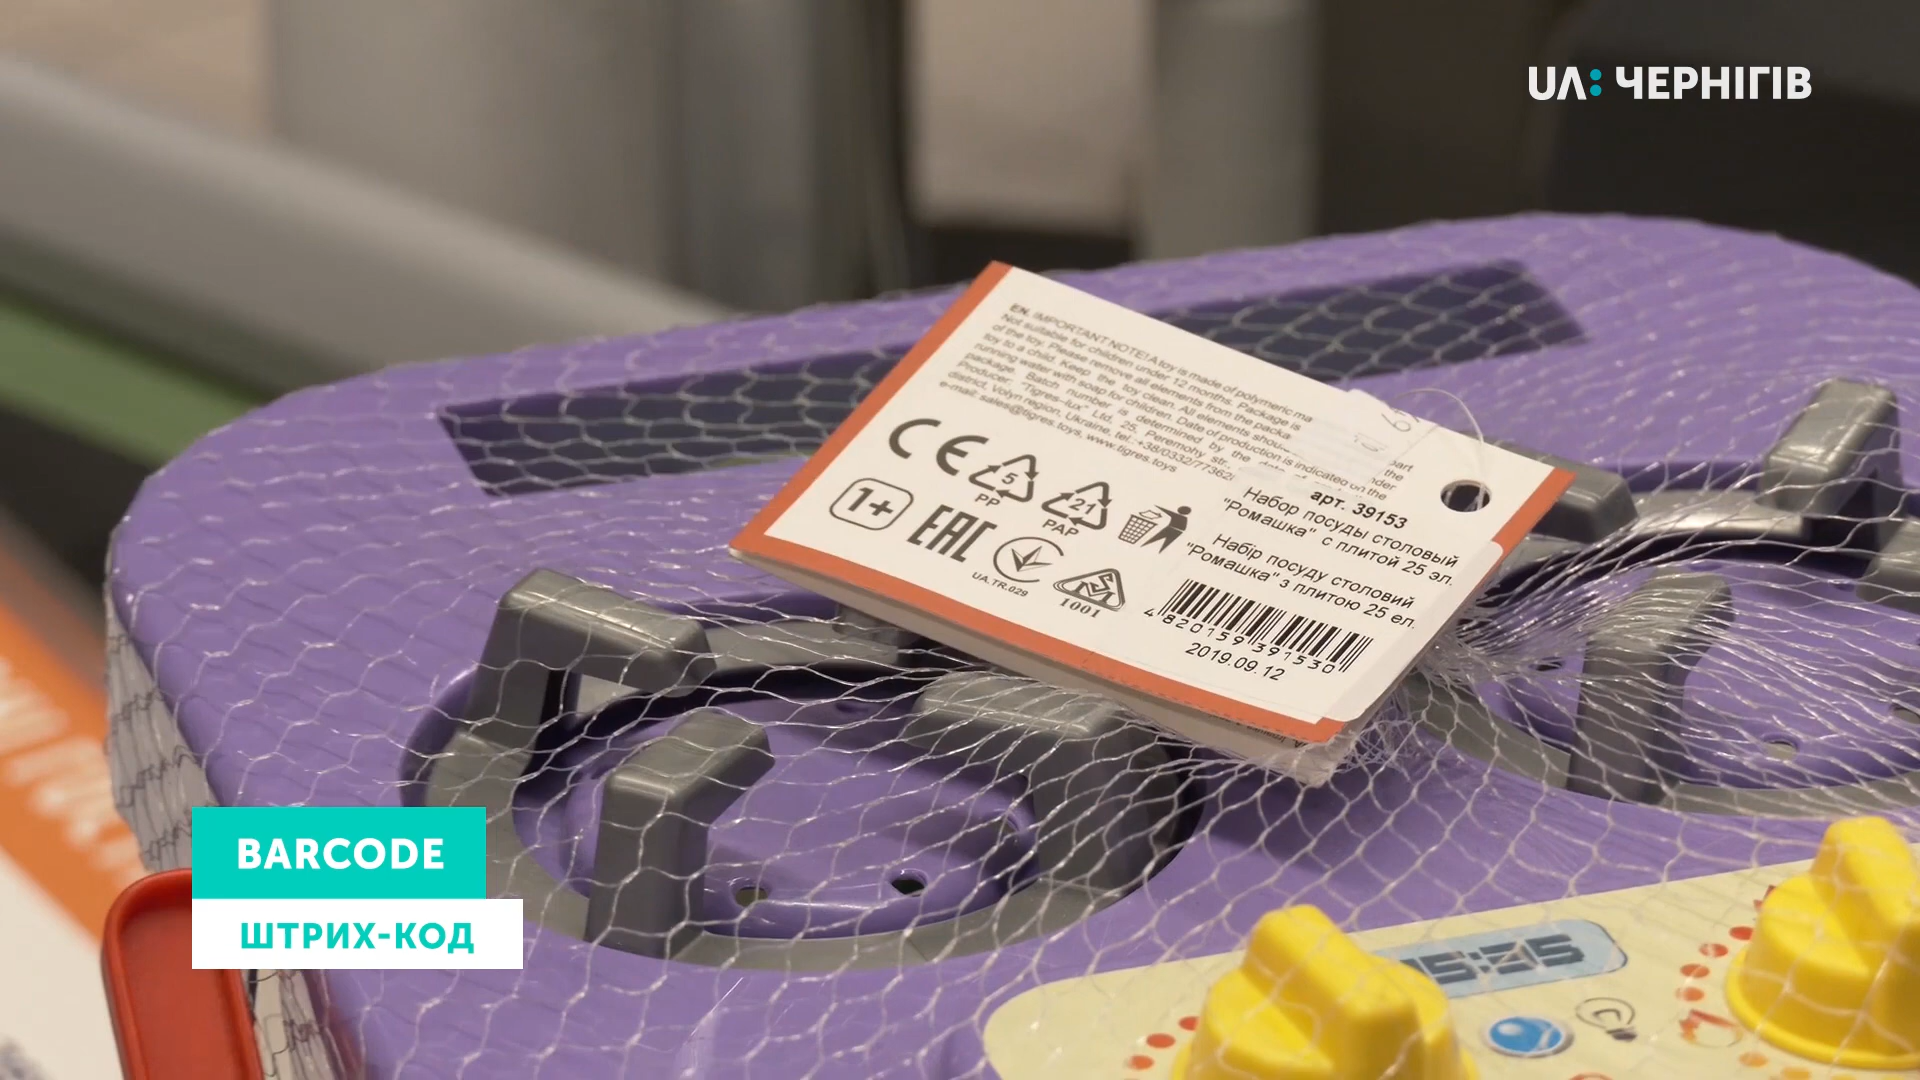 UA: ЧЕРНІГІВ
EN. IMPORTANT NOTE! A toy is made of polymeric ma
Not suitable for children under 12 months. Package is part
of the toy. Please remove all elements from the packa the
toy to a child. Keep the toy clean. All elements shou under
running water with soap for children. Date of production is indicated on the
package. Batch number is determined by the
Producer: "Tigres-lux" Ltd, 25, Peremohy str.
district, Volyn region, Ukraine, tel.: +38/0332/77362
e-mail: sales@tigres.toys, www.tigres.toys
CE
5
PP
21
PAP
1+
EAC
UA.TR.029
1001
арт. 39153
Набор посуды столовый
"Ромашка" с плитой 25 эл.
Набір посуду столовий
"Ромашка" з плитою 25 ел.
4820159391530
2019.09.12
BARCODE
ШТРИХ-КОД